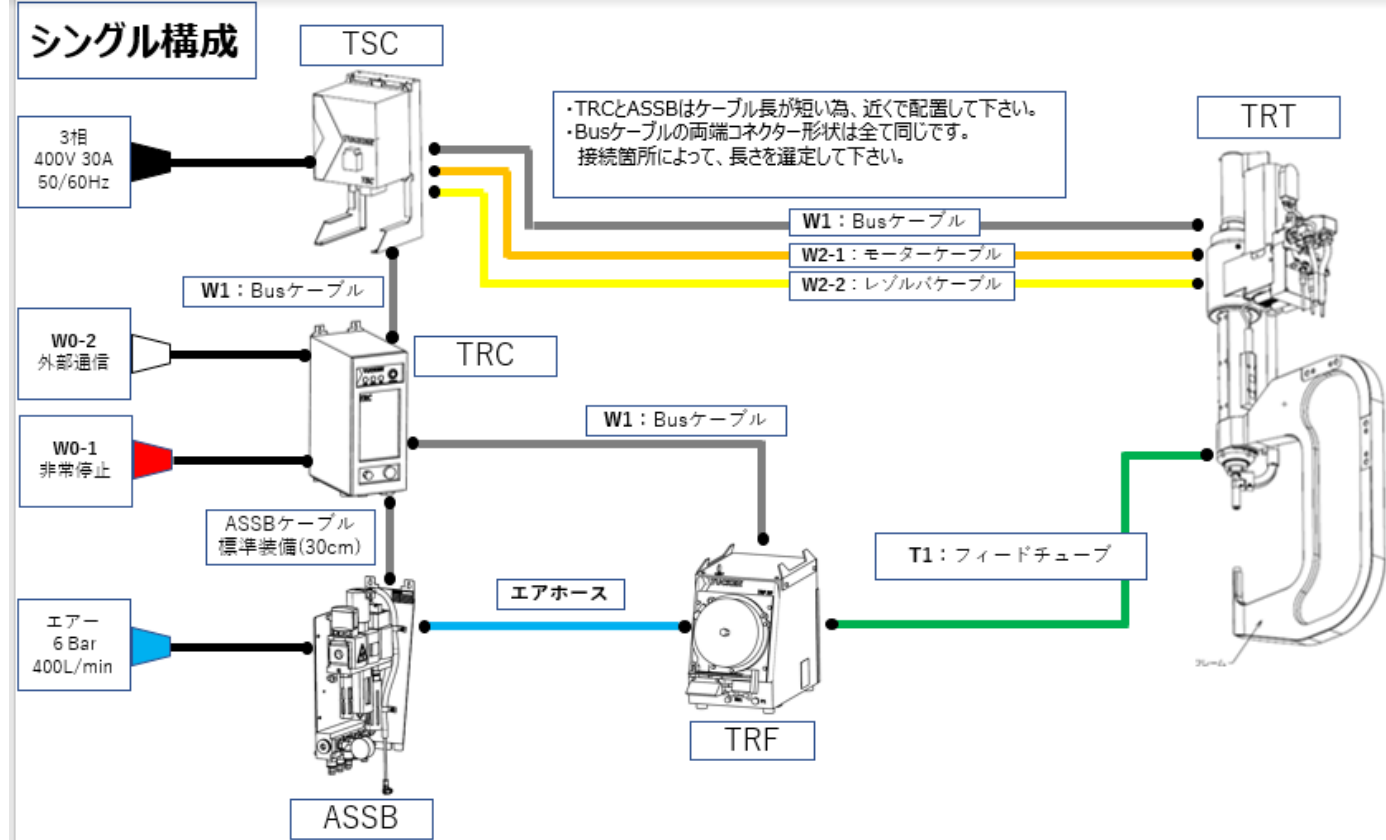 シングル構成
TSC
3相
400V 30A
50/60Hz
・TRCとASSBはケーブル長が短い為、近くで配置して下さい。
・Busケーブルの両端コネクター形状は全て同じです。
接続箇所によって、長さを選定して下さい。
TRT
TUCKER
TSC
W1：Busケーブル
W2-1：モーターケーブル
W2-2：レゾルバケーブル
W1：Busケーブル
W0-2
外部通信
TRC
W1：Busケーブル
W0-1
非常停止
ASSBケーブル
標準装備(30cm)
T1：フィードチューブ
エアホース
エアー
6 Bar
400L/min
フレーム
TRF
ASSB